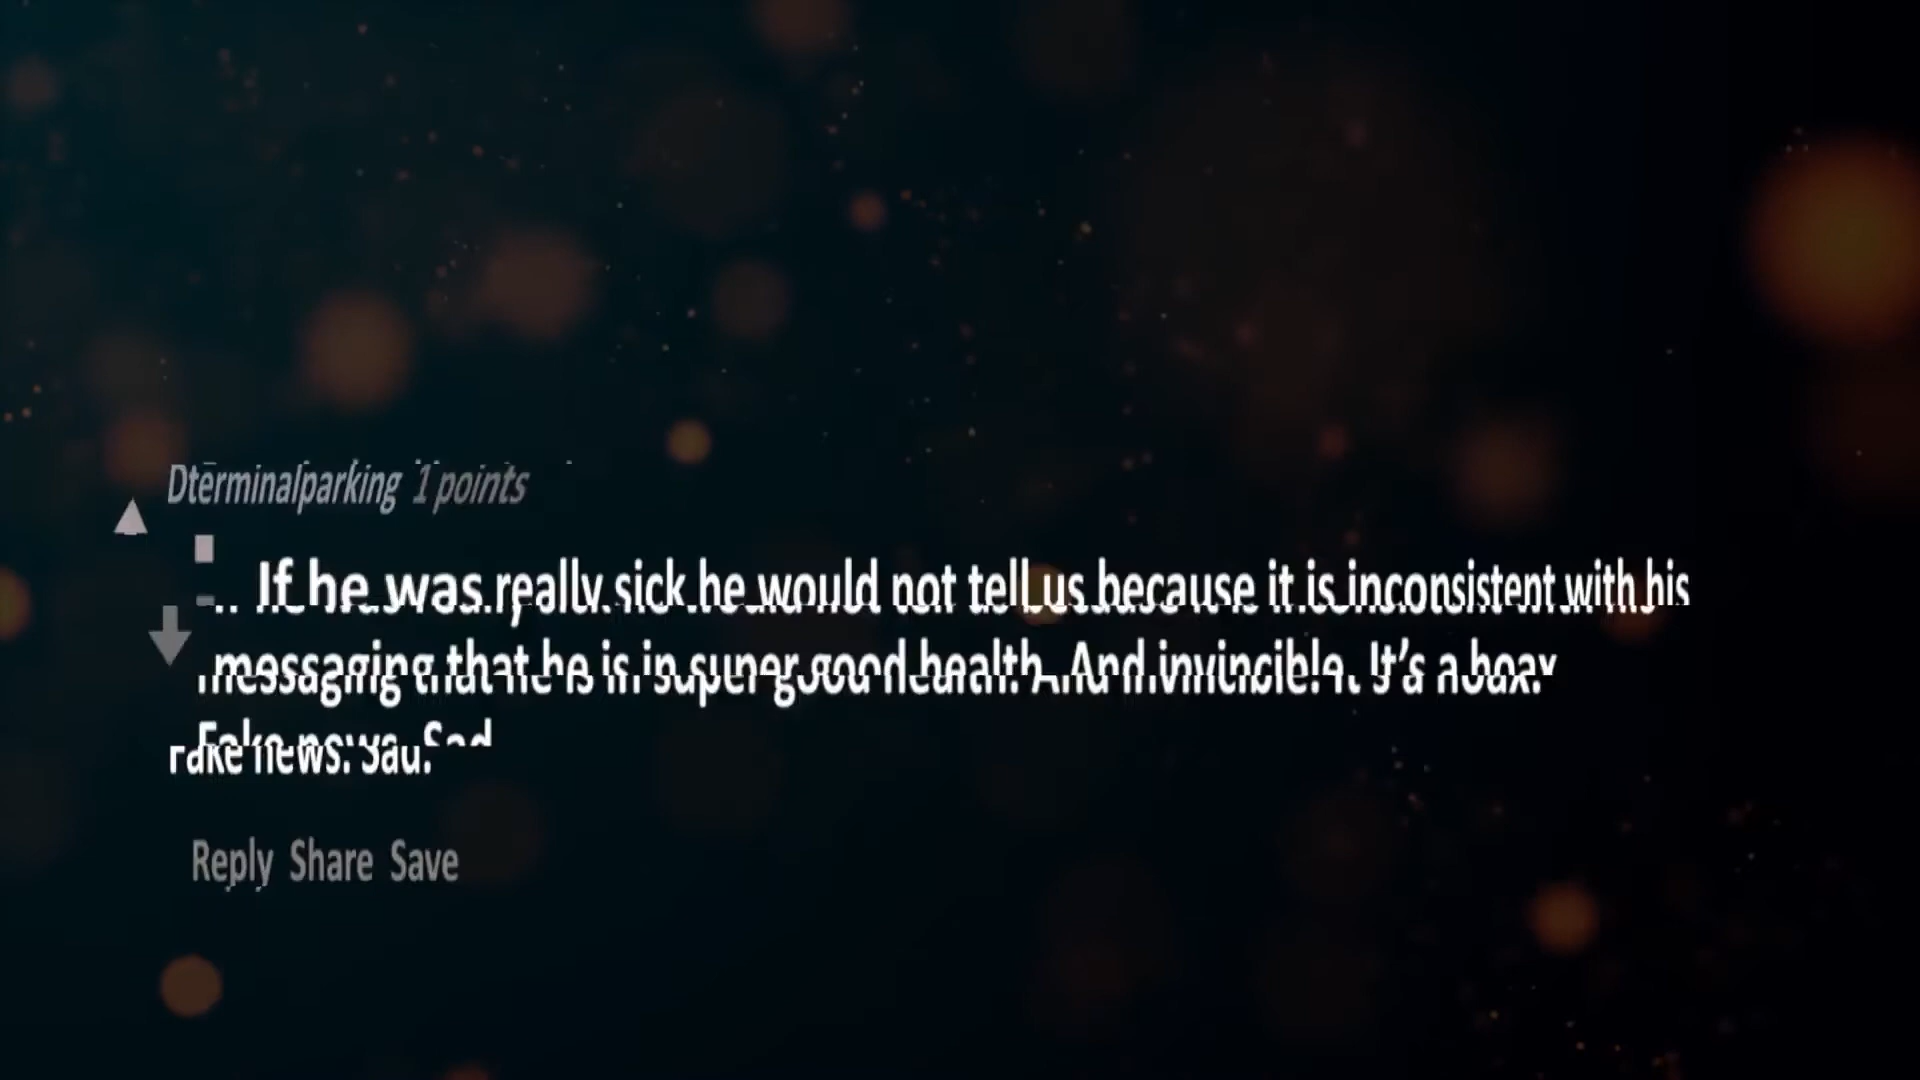 Dterminalparking 1 points
If he was really sick he would not tell us because it is inconsistent with his
messaging that he is in super good health. And invincible. It's a hoax.
Fake news. Sad.
Reply Share Save